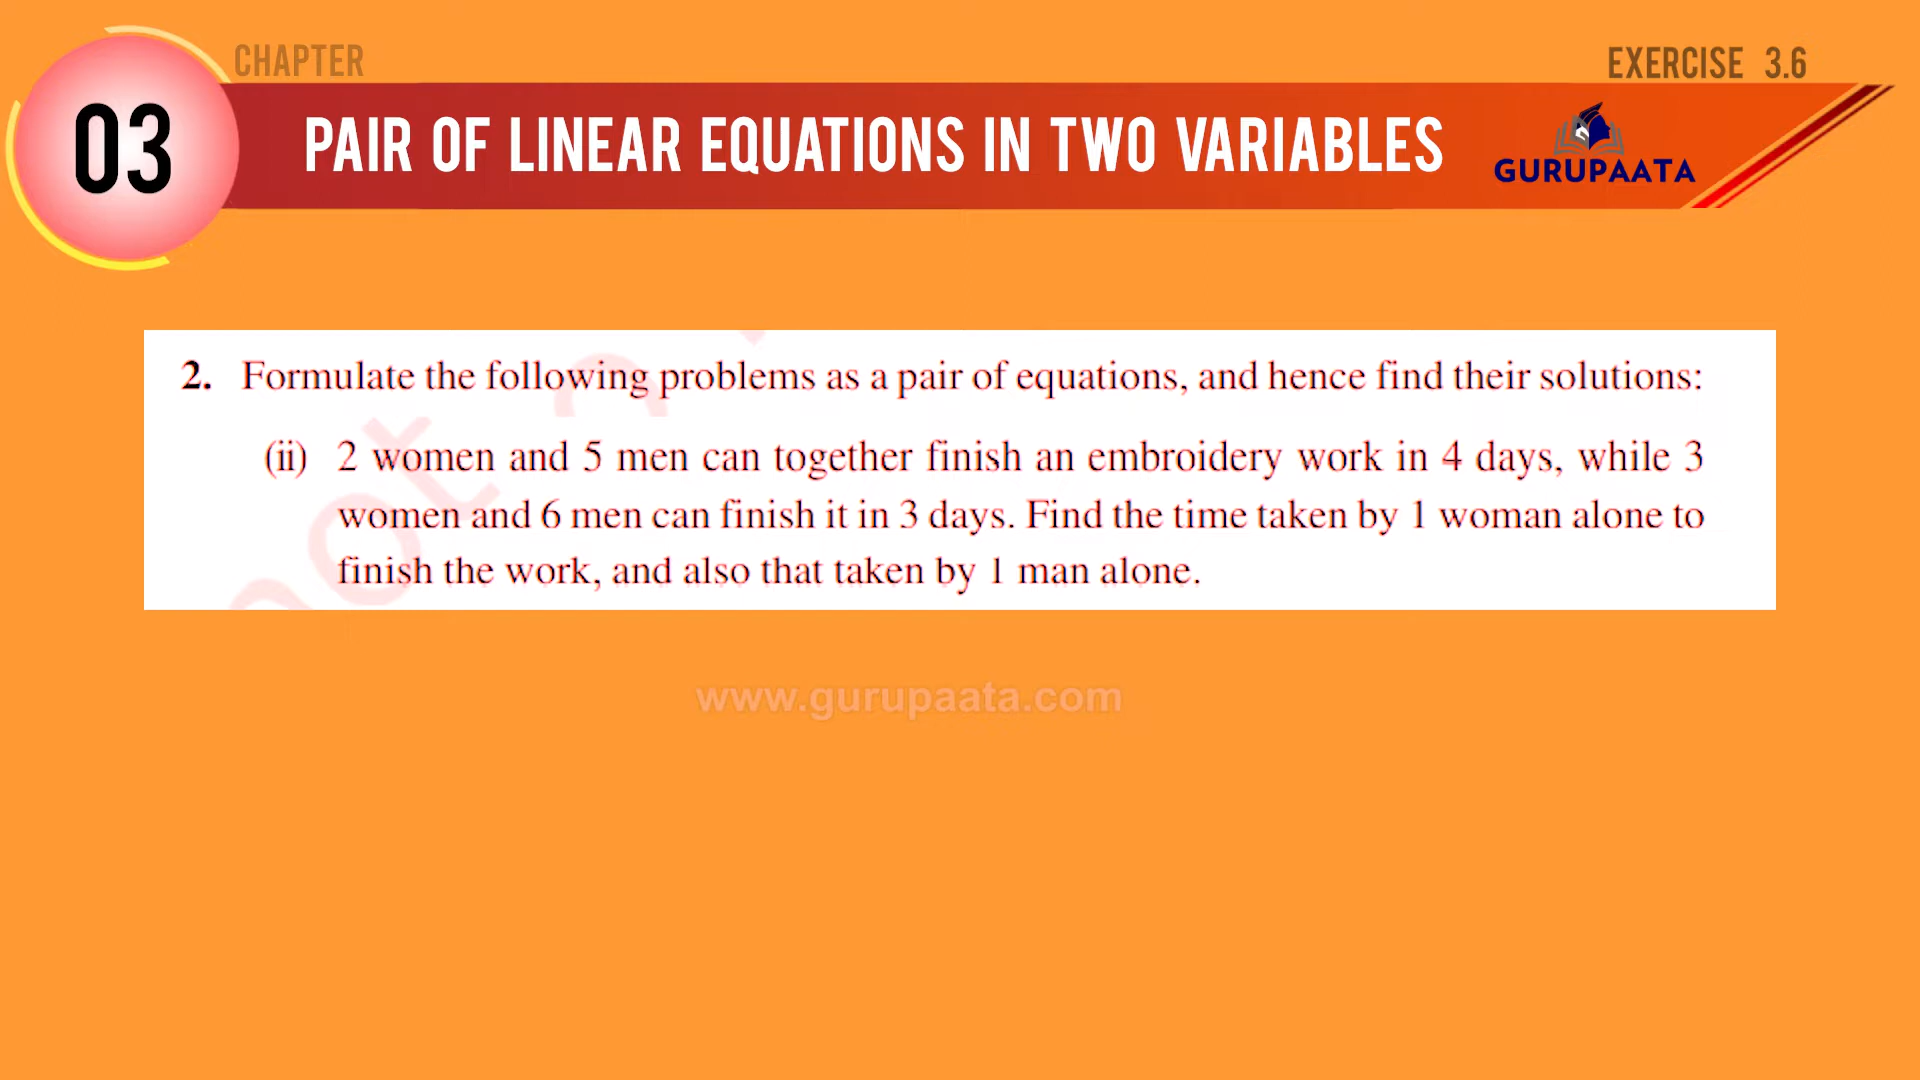 CHAPTER
EXERCISE 3.6
03
PAIR OF LINEAR EQUATIONS IN TWO VARIABLES
GURUPAATA
2. Formulate the following problems as a pair of equations, and hence find their solutions:
(ii) 2 women and 5 men can together finish an embroidery work in 4 days, while 3
women and 6 men can finish it in 3 days. Find the time taken by 1 woman alone to
finish the work, and also that taken by 1 man alone.
www.gurupaata.com